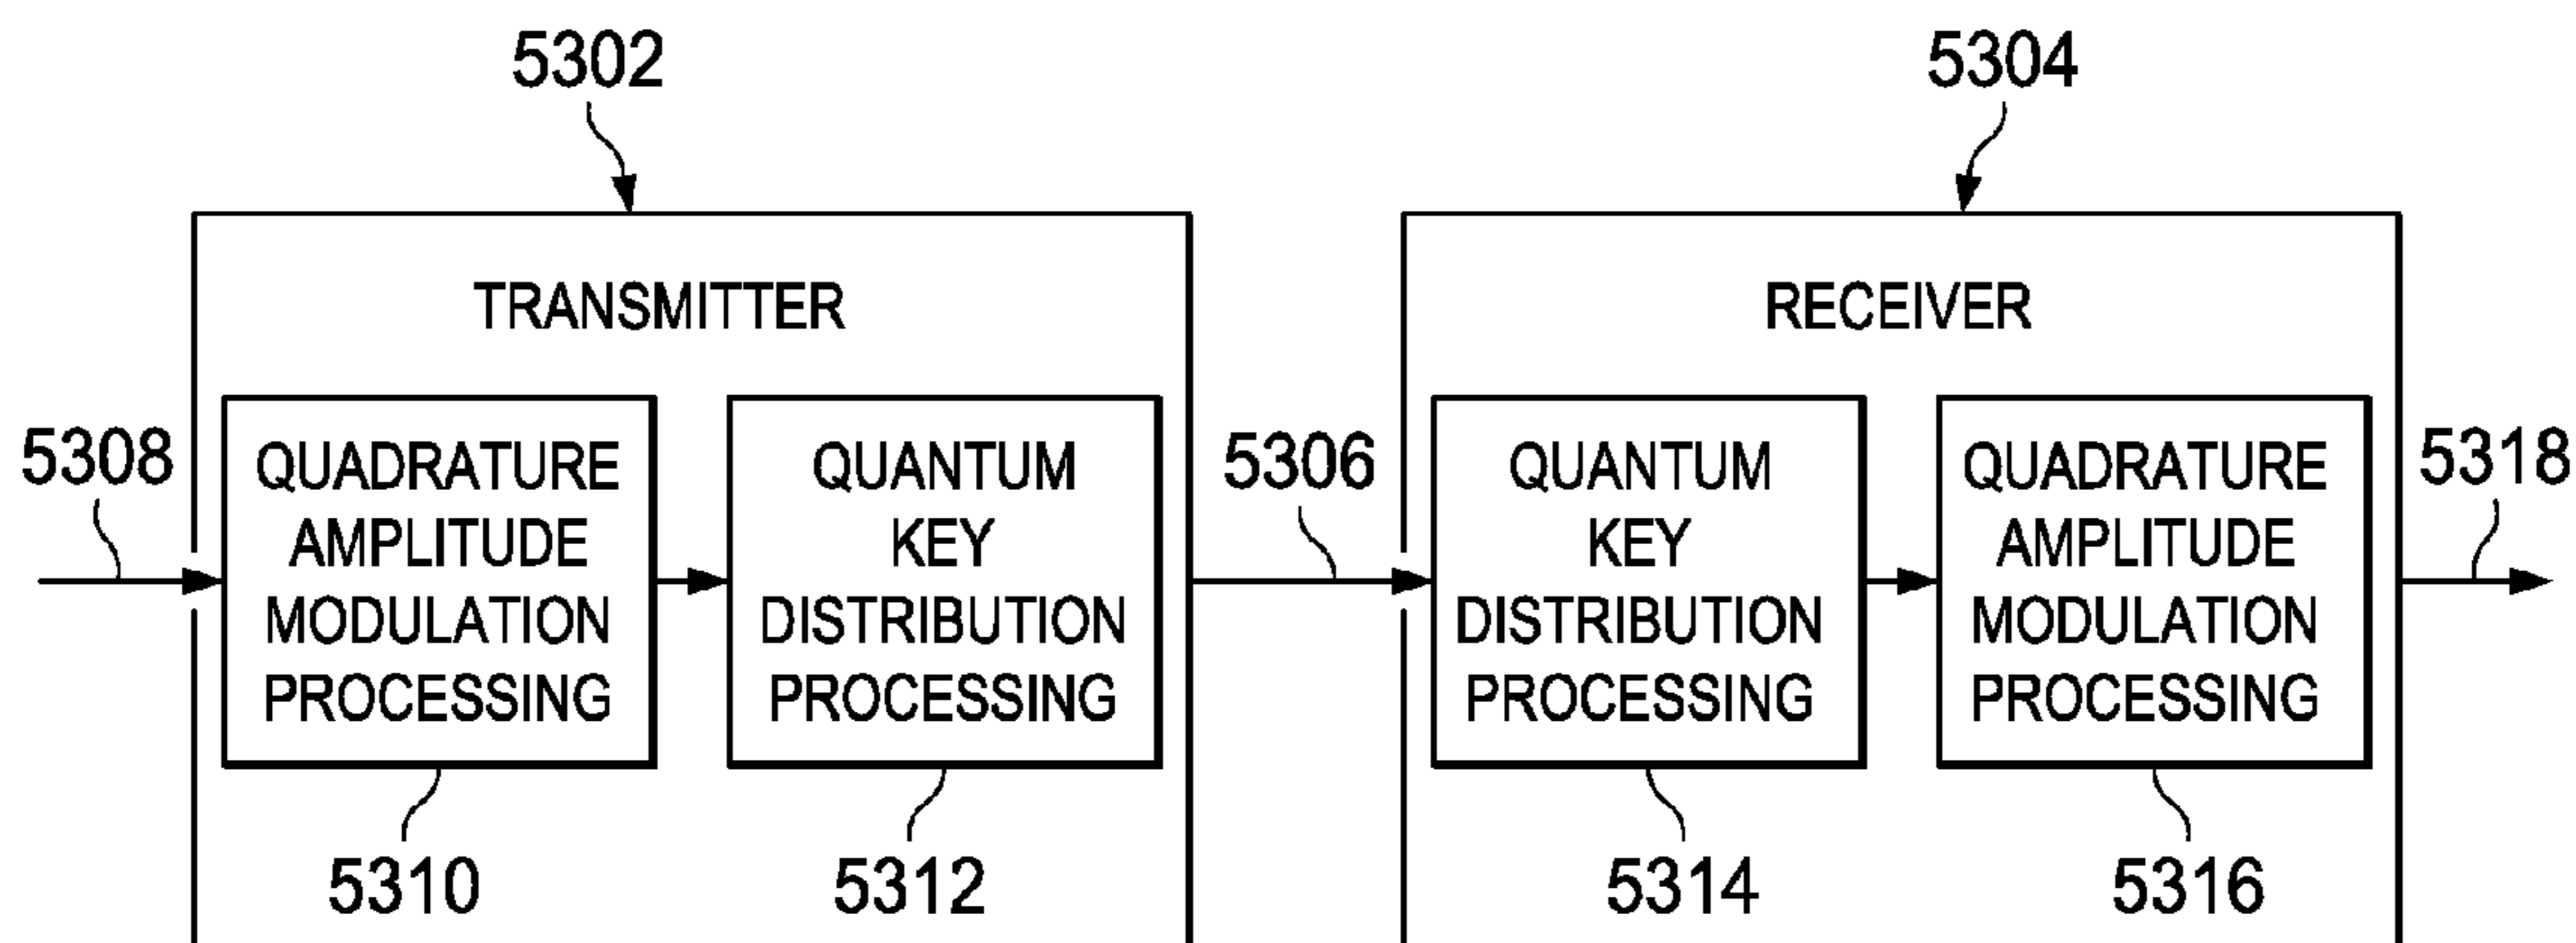 5302
5304
TRANSMITTER
RECEIVER
5308
QUADRATURE
AMPLITUDE
MODULATION
PROCESSING
QUANTUM
KEY
DISTRIBUTION
PROCESSING
5306
QUANTUM
KEY
DISTRIBUTION
PROCESSING
QUADRATURE
AMPLITUDE
MODULATION
PROCESSING
5318
5310
5312
5314
5316